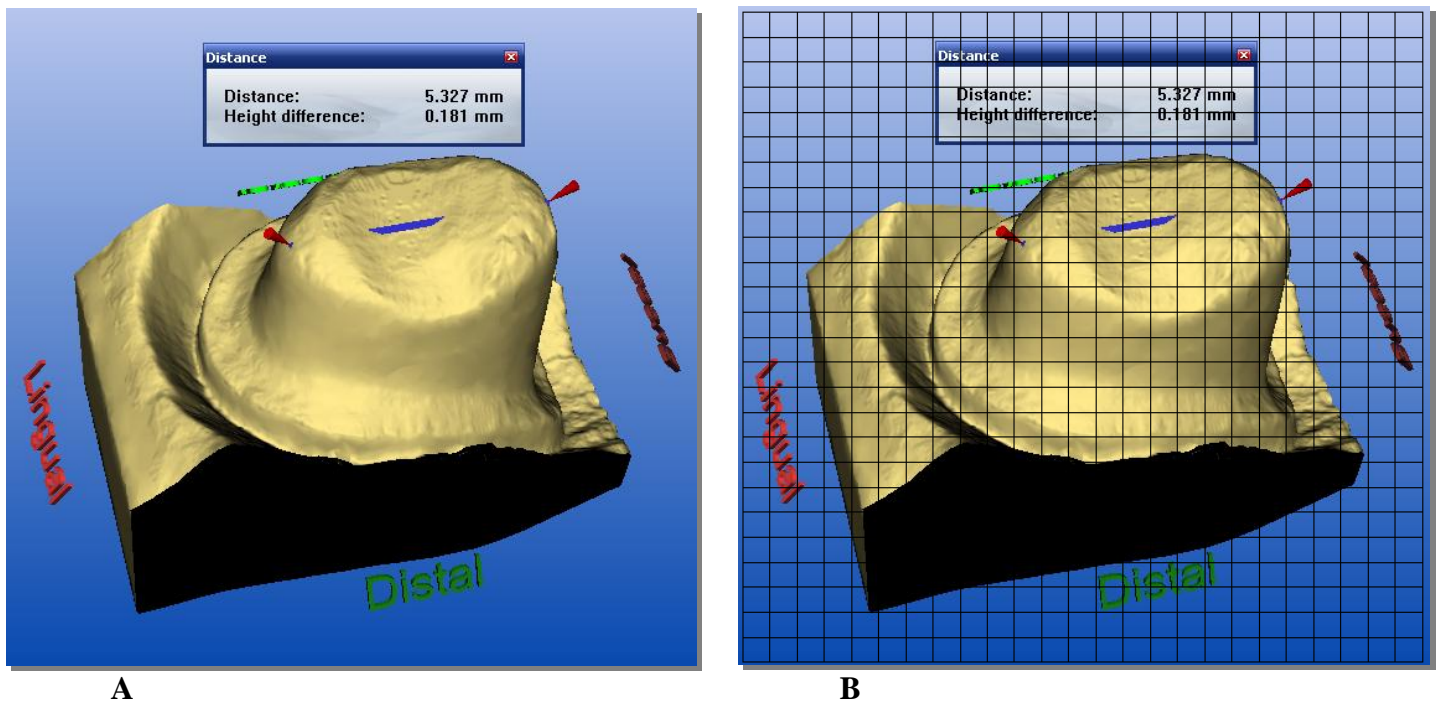 Distance
Distance: 5.327 mm
Height difference: 0.181 mm
Lingual
Distal
A
Distance
Distance: 5.327 mm
Height difference: 0.181 mm
Lingual
Distal
B